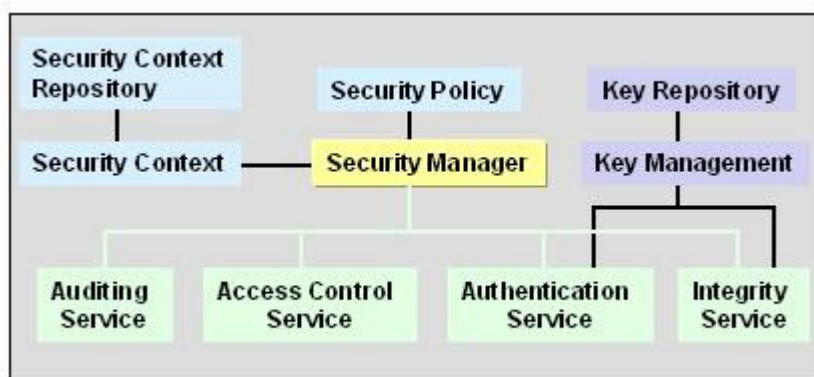 Security Context
Repository
Security Policy
Key Repository
Security Context
Security Manager
Key Management
Auditing
Service
Access Control
Service
Authentication
Service
Integrity
Service